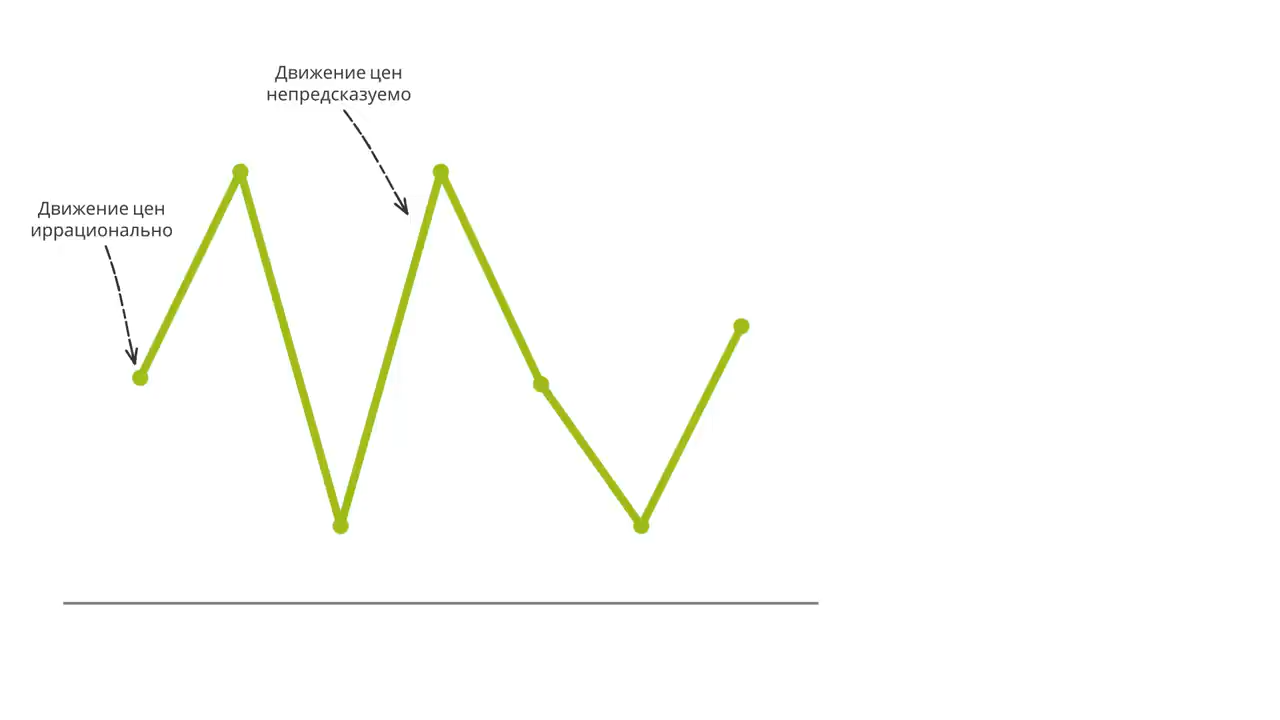 Движение цен
непредсказуемо
Движение цен
иррационально